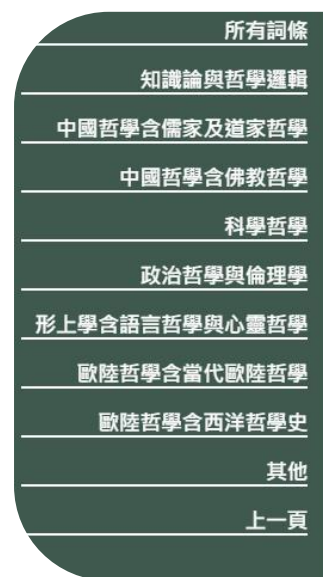 所有詞條
知識論與哲學邏輯
中國哲學含儒家及道家哲學
中國哲學含佛教哲學
科學哲學
政治哲學與倫理學
形上學含語言哲學與心靈哲學
歐陸哲學含當代歐陸哲學
歐陸哲學含西洋哲學史
其他
上一頁